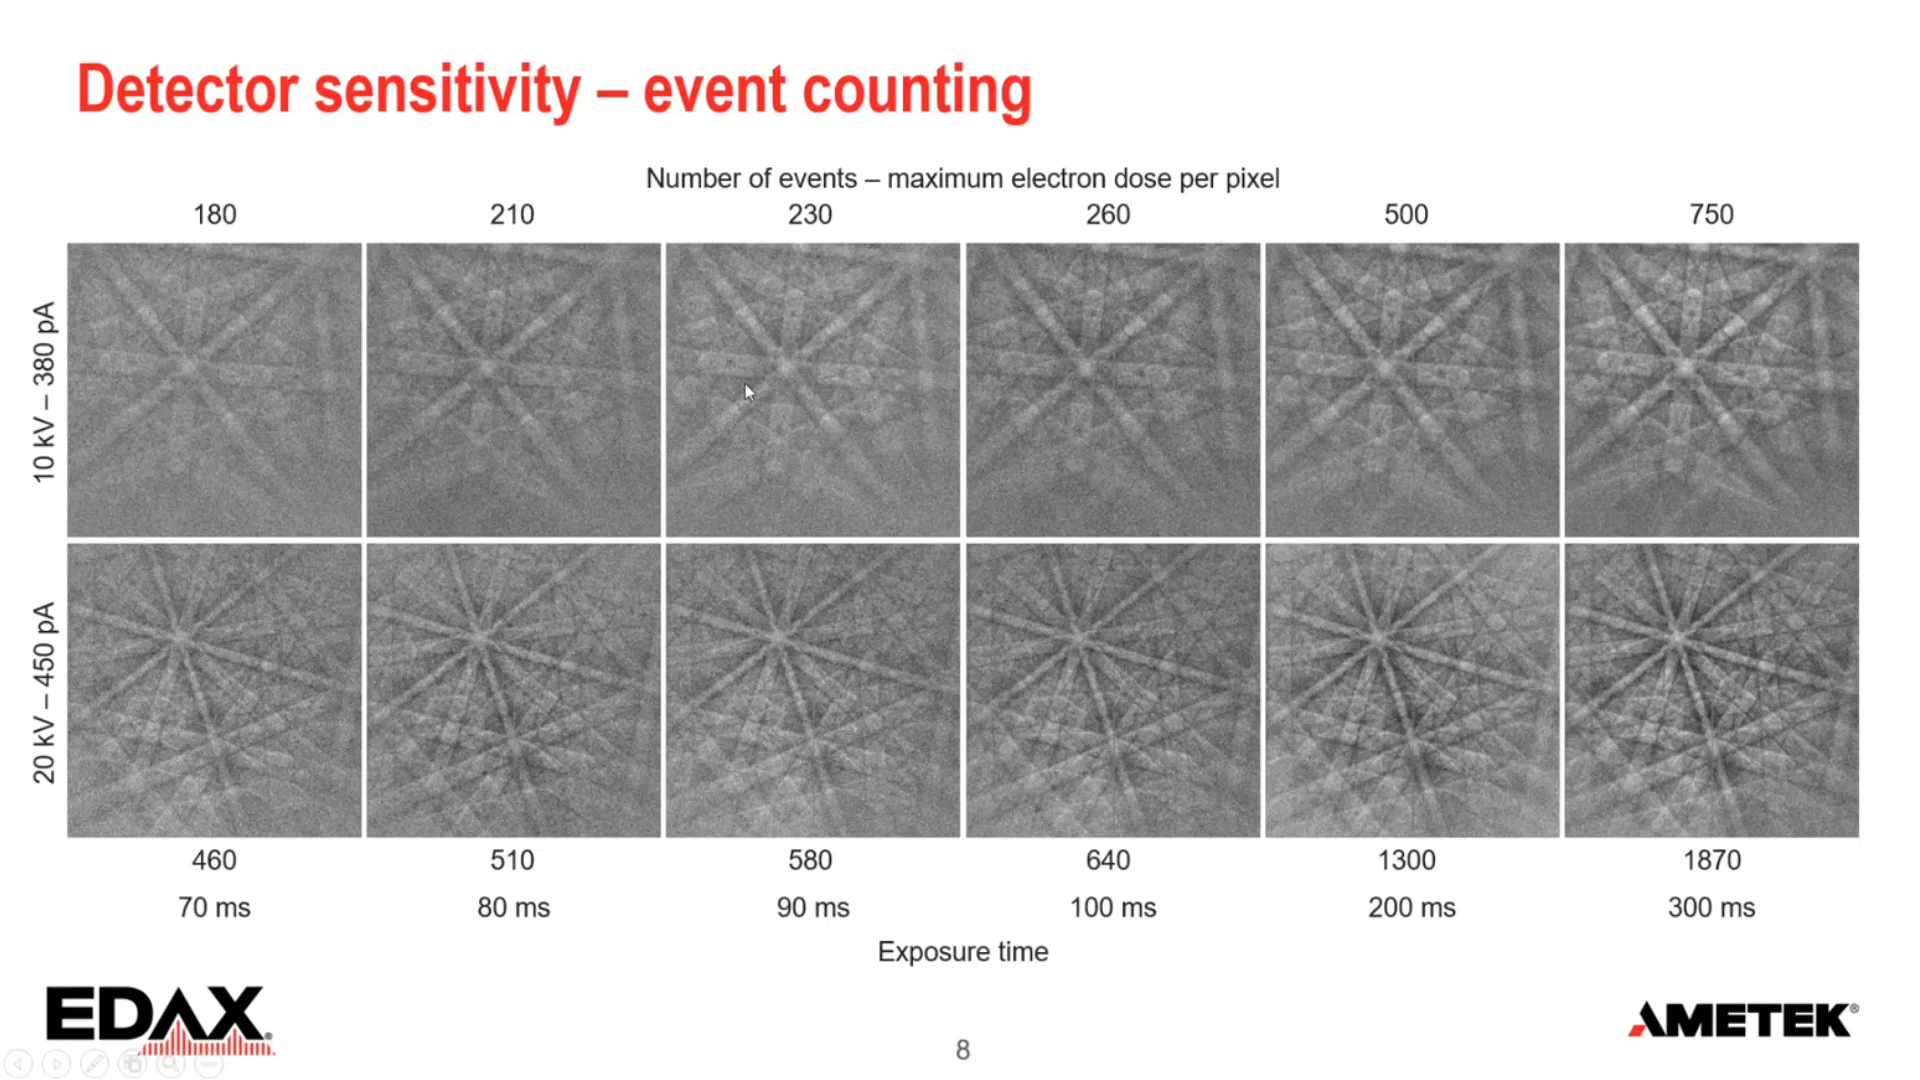 Detector sensitivity – event counting
Number of events – maximum electron dose per pixel
180 210 230 260 500 750
10 kV – 380 pA
20 kV – 450 pA
460 510 580 640 1300 1870
70 ms 80 ms 90 ms 100 ms 200 ms 300 ms
Exposure time
EDAX®
8
AMETEK®